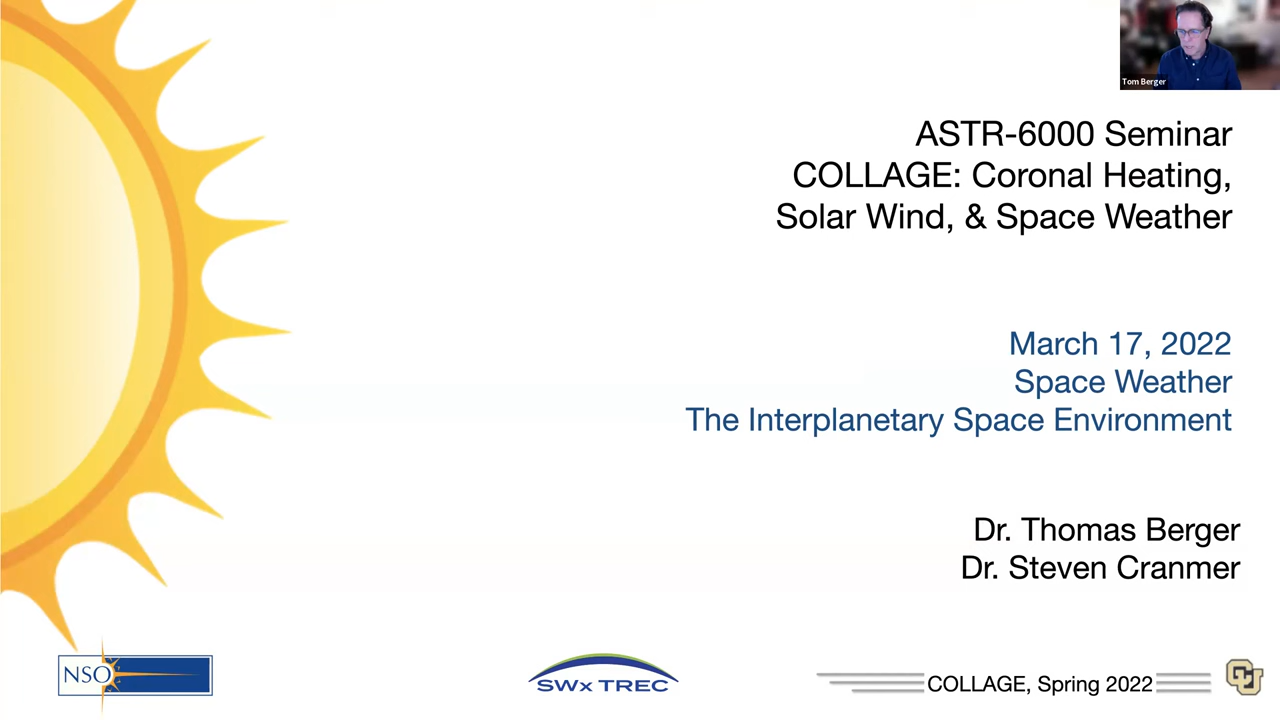 Tom Berger
ASTR-6000 Seminar
COLLAGE: Coronal Heating,
Solar Wind, & Space Weather
March 17, 2022
Space Weather
The Interplanetary Space Environment
Dr. Thomas Berger
Dr. Steven Cranmer
NSO
SWx TREC
COLLAGE, Spring 2022
CU